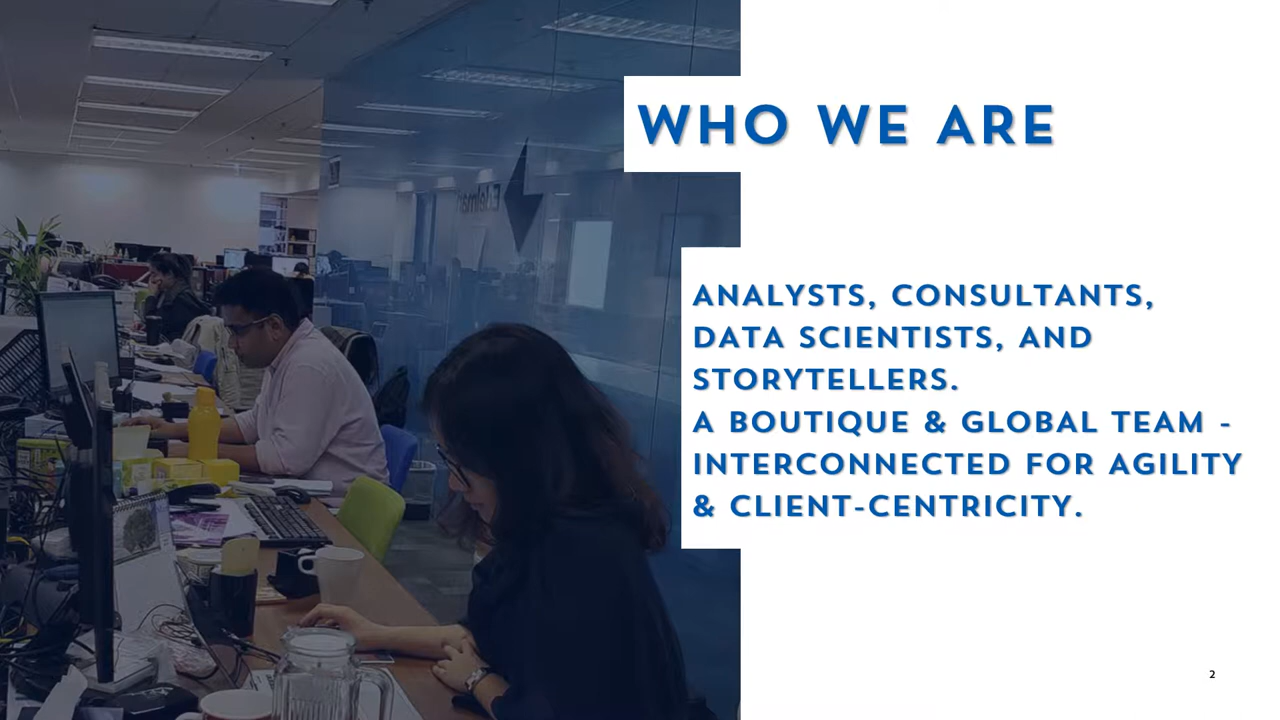 WHO WE ARE
ANALYSTS, CONSULTANTS,
DATA SCIENTISTS, AND
STORYTELLERS.
A BOUTIQUE & GLOBAL TEAM -
INTERCONNECTED FOR AGILITY
& CLIENT-CENTRICITY.
2